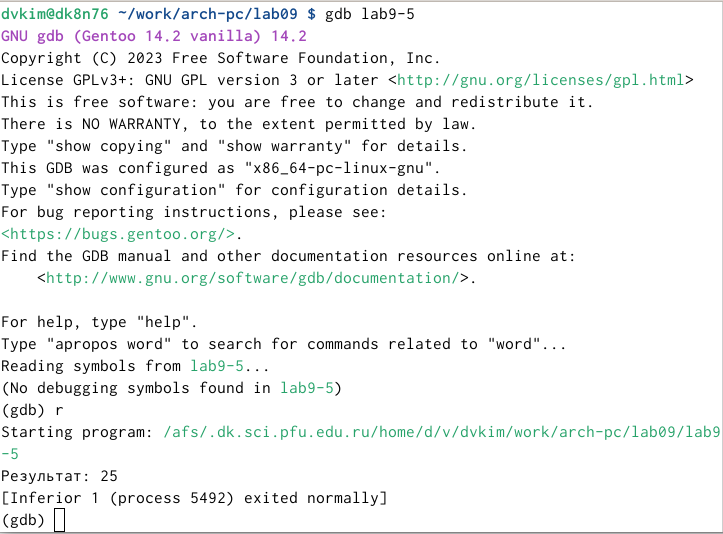 dvkim@dk8n76 ~/work/arch-pc/lab09 $ gdb lab9-5
GNU gdb (Gentoo 14.2 vanilla) 14.2
Copyright (C) 2023 Free Software Foundation, Inc.
License GPLv3+: GNU GPL version 3 or later <http://gnu.org/licenses/gpl.html>
This is free software: you are free to change and redistribute it.
There is NO WARRANTY, to the extent permitted by law.
Type "show copying" and "show warranty" for details.
This GDB was configured as "x86_64-pc-linux-gnu".
Type "show configuration" for configuration details.
For bug reporting instructions, please see:
<https://bugs.gentoo.org/>.
Find the GDB manual and other documentation resources online at:
    <http://www.gnu.org/software/gdb/documentation/>.

For help, type "help".
Type "apropos word" to search for commands related to "word"...
Reading symbols from lab9-5...
(No debugging symbols found in lab9-5)
(gdb) r
Starting program: /afs/.dk.sci.pfu.edu.ru/home/d/v/dvkim/work/arch-pc/lab09/lab9
-5
Результат: 25
[Inferior 1 (process 5492) exited normally]
(gdb)